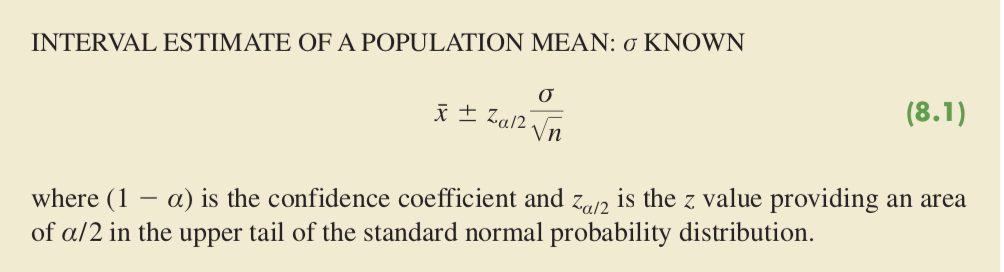 INTERVAL ESTIMATE OF A POPULATION MEAN: σ KNOWN
x̄ ± z_{α/2} σ/√n (8.1)
where (1 − α) is the confidence coefficient and z_{α/2} is the z value providing an area
of α/2 in the upper tail of the standard normal probability distribution.